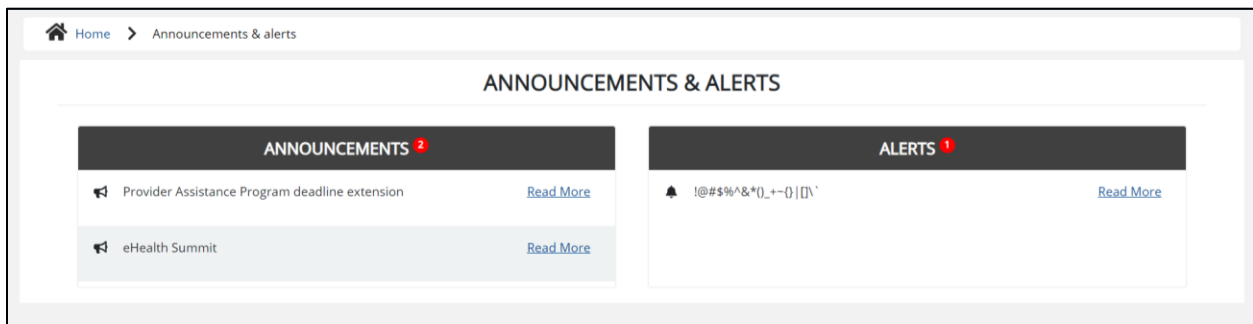 Home > Announcements & alerts
ANNOUNCEMENTS & ALERTS
ANNOUNCEMENTS 2
Provider Assistance Program deadline extension Read More
eHealth Summit Read More
ALERTS 1
!@#$%^&*()_+~{}|[]\` Read More